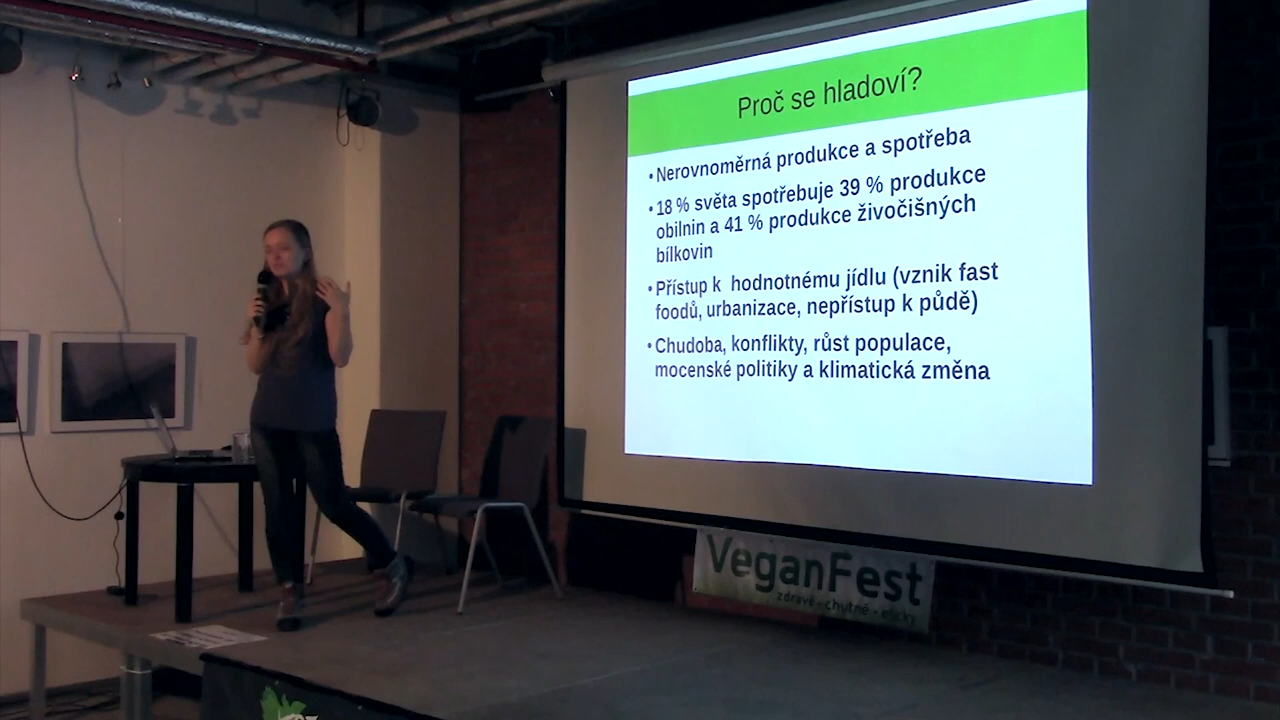 Proč se hladoví?
• Nerovnoměrná produkce a spotřeba
• 18 % světa spotřebuje 39 % produkce
obilnin a 41 % produkce živočišných
bílkovin
• Přístup k hodnotnému jídlu (vznik fast
foodů, urbanizace, nepřístup k půdě)
• Chudoba, konflikty, růst populace,
mocenské politiky a klimatická změna
VeganFest
zdravě - chutně - eticky